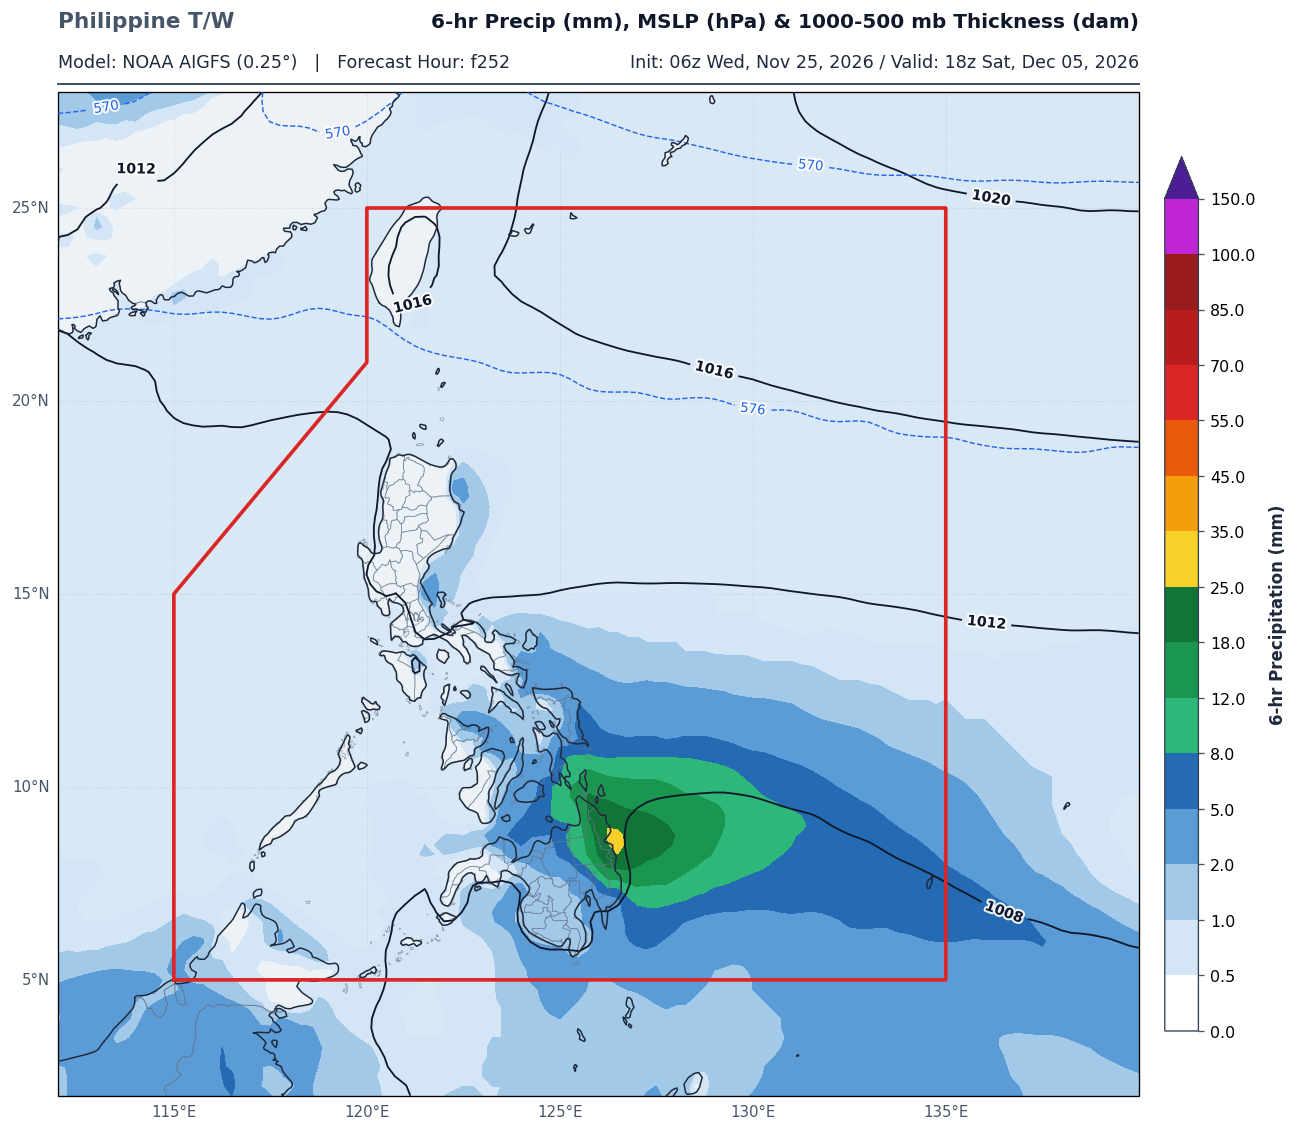 Philippine T/W
6-hr Precip (mm), MSLP (hPa) & 1000-500 mb Thickness (dam)
Model: NOAA AIGFS (0.25°) | Forecast Hour: f252
Init: 06z Wed, Nov 25, 2026 / Valid: 18z Sat, Dec 05, 2026
570
570
570
1012
1020
1016
1016
576
1012
1008
25°N
20°N
15°N
10°N
5°N
115°E
120°E
125°E
130°E
135°E
150.0
100.0
85.0
70.0
55.0
45.0
35.0
25.0
18.0
12.0
8.0
5.0
2.0
1.0
0.5
0.0
6-hr Precipitation (mm)